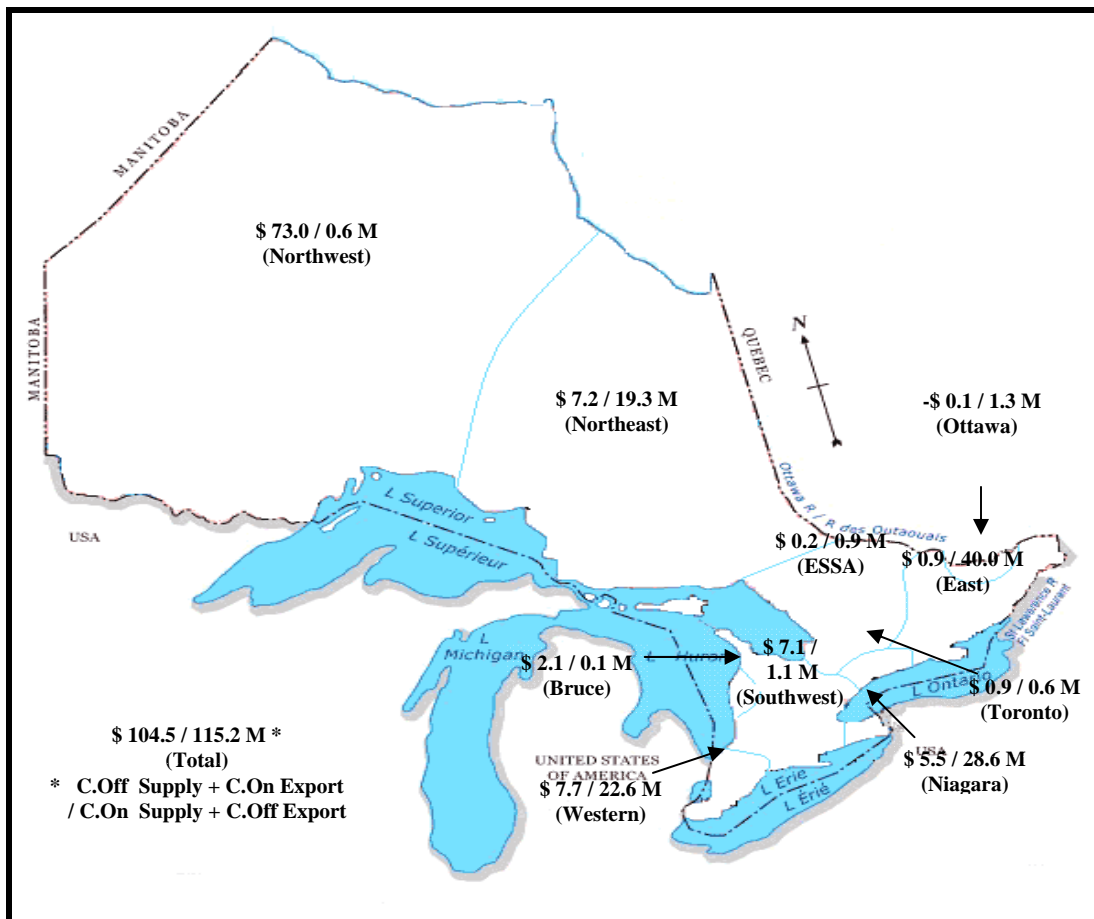 MANITOBA
$ 73.0 / 0.6 M
(Northwest)
MANITOBA
N
QUEBEC
$ 7.2 / 19.3 M
(Northeast)
-$ 0.1 / 1.3 M
(Ottawa)
L Superior
L Supérieur
USA
Ottawa R / R des Outaouais
$ 0.2 / 0.9 M
(ESSA)
$ 0.9 / 40.0 M
(East)
St Lawerence R
Fl Saint-Laurent
L
Michigan
$ 2.1 / 0.1 M
(Bruce)
L Huron
$ 7.1 /
1.1 M
(Southwest)
L Ontario
$ 0.9 / 0.6 M
(Toronto)
$ 104.5 / 115.2 M *
(Total)
* C.Off Supply + C.On Export
/ C.On Supply + C.Off Export
UNITED STATES
OF AMERICA
$ 7.7 / 22.6 M
(Western)
L Erie
L Érié
USA
$ 5.5 / 28.6 M
(Niagara)